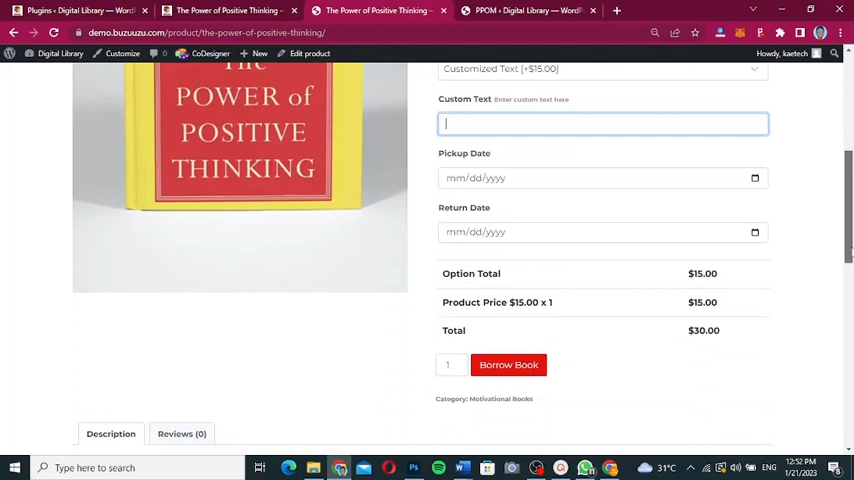 Plugins ‹ Digital Library — WordP
The Power of Positive Thinking –
The Power of Positive Thinking –
PPOM ‹ Digital Library — WordPr
demo.buzuuzu.com/product/the-power-of-positive-thinking/
Digital Library
Customize
0
CoDesigner
+ New
Edit product
Howdy, kaetech
Customized Text [+$15.00]
The
POWER of
POSITIVE
THINKING
Custom Text Enter custom text here
Pickup Date
mm/dd/yyyy
Return Date
mm/dd/yyyy
Option Total $15.00
Product Price $15.00 x 1 $15.00
Total $30.00
1
Borrow Book
Category: Motivational Books
Description
Reviews (0)
Type here to search
31°C
ENG
12:52 PM
1/21/2023